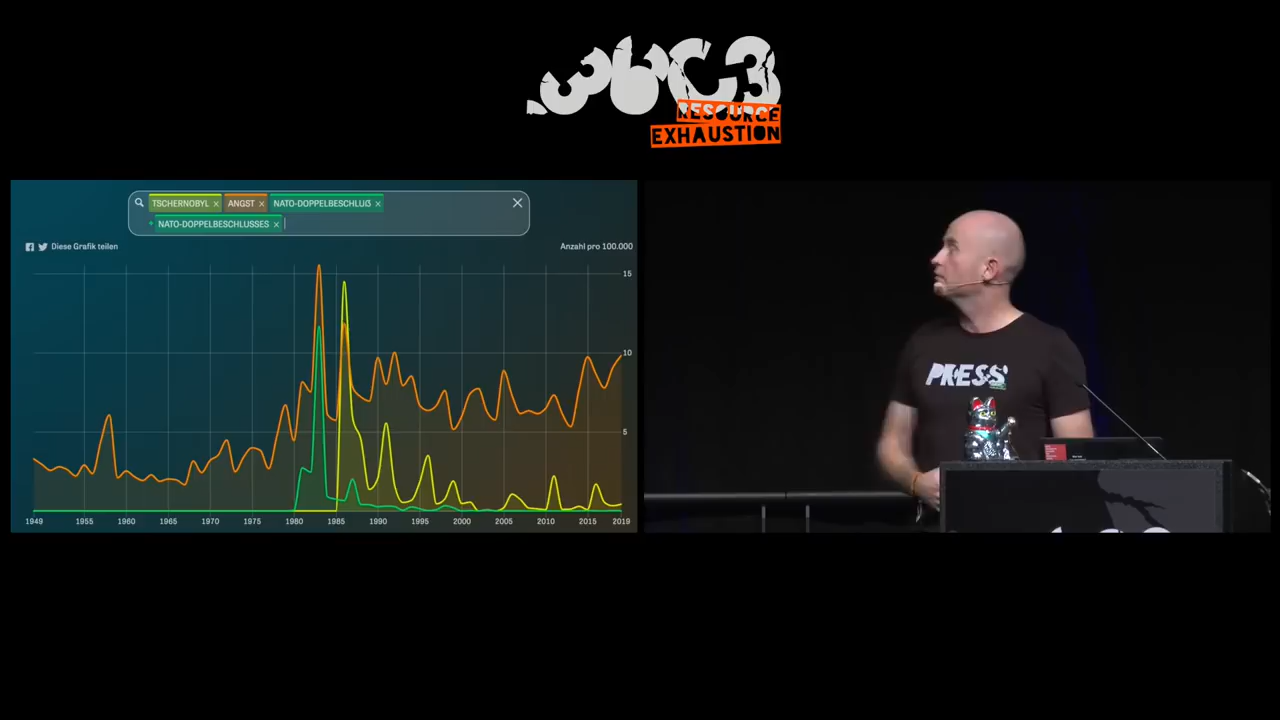 36C3
RESOURCE
EXHAUSTION
TSCHERNOBYL × ANGST × NATO-DOPPELBESCHLUẞ ×
+ NATO-DOPPELBESCHLUSSES ×
Diese Grafik teilen
Anzahl pro 100.000
15
10
5
1949 1955 1960 1965 1970 1975 1980 1985 1990 1995 2000 2005 2010 2015 2019
PRESS